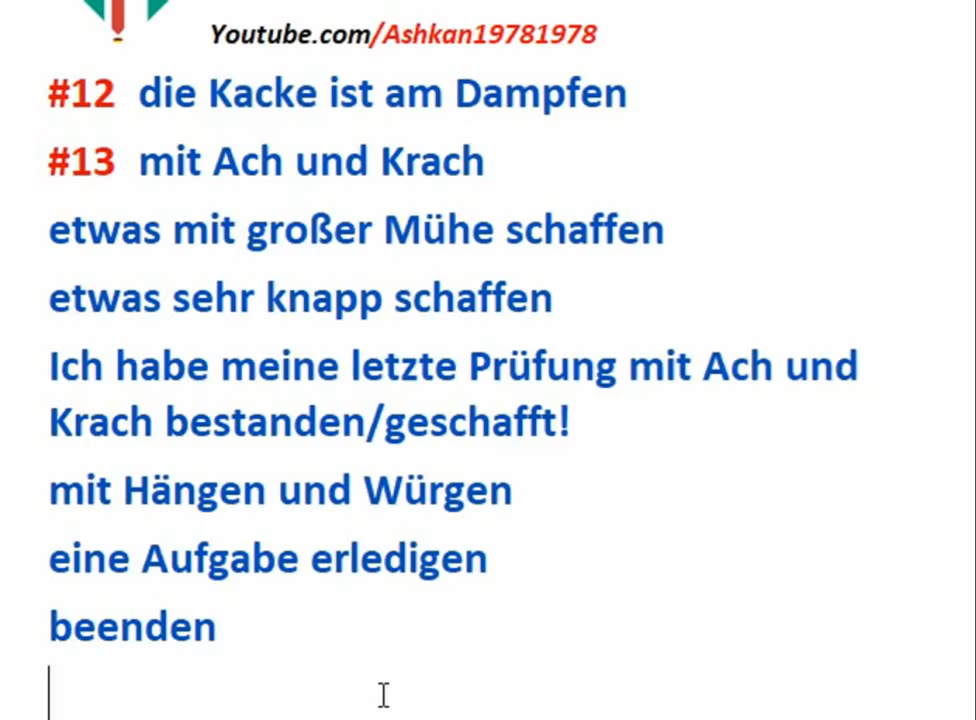 Youtube.com/Ashkan19781978
#12 die Kacke ist am Dampfen
#13 mit Ach und Krach
etwas mit großer Mühe schaffen
etwas sehr knapp schaffen
Ich habe meine letzte Prüfung mit Ach und
Krach bestanden/geschafft!
mit Hängen und Würgen
eine Aufgabe erledigen
beenden